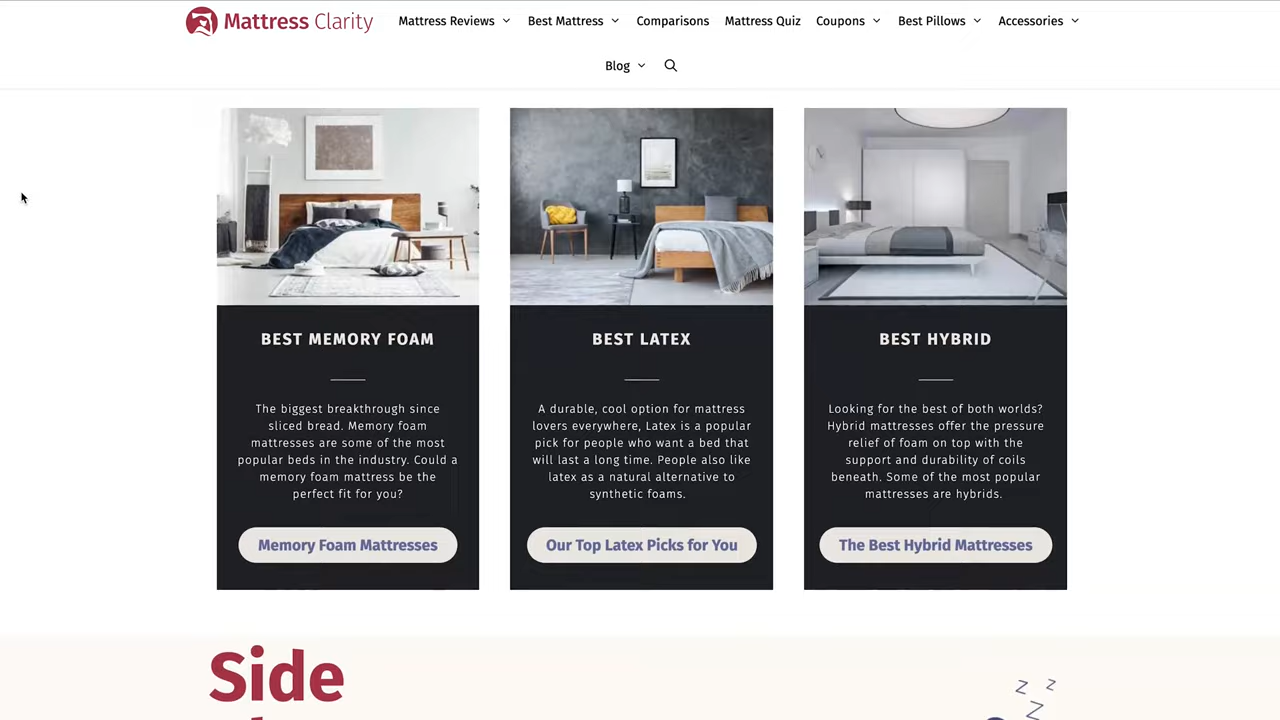 Mattress Clarity
Mattress Reviews Best Mattress Comparisons Mattress Quiz Coupons Best Pillows Accessories
Blog
BEST MEMORY FOAM
The biggest breakthrough since
sliced bread. Memory foam
mattresses are some of the most
popular beds in the industry. Could a
memory foam mattress be the
perfect fit for you?
Memory Foam Mattresses
BEST LATEX
A durable, cool option for mattress
lovers everywhere, Latex is a popular
pick for people who want a bed that
will last a long time. People also like
latex as a natural alternative to
synthetic foams.
Our Top Latex Picks for You
BEST HYBRID
Looking for the best of both worlds?
Hybrid mattresses offer the pressure
relief of foam on top with the
support and durability of coils
beneath. Some of the most popular
mattresses are hybrids.
The Best Hybrid Mattresses
Side
z z
z